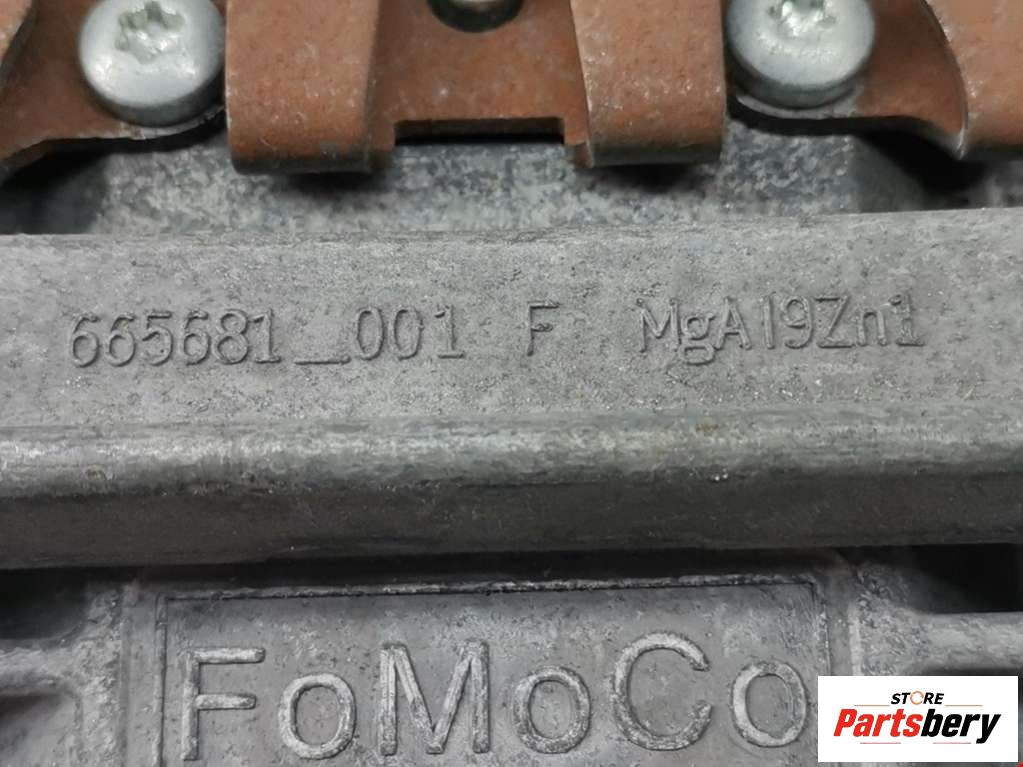 665681_001 F MgAl9Zn1
FoMoCo
STORE
Partsbery